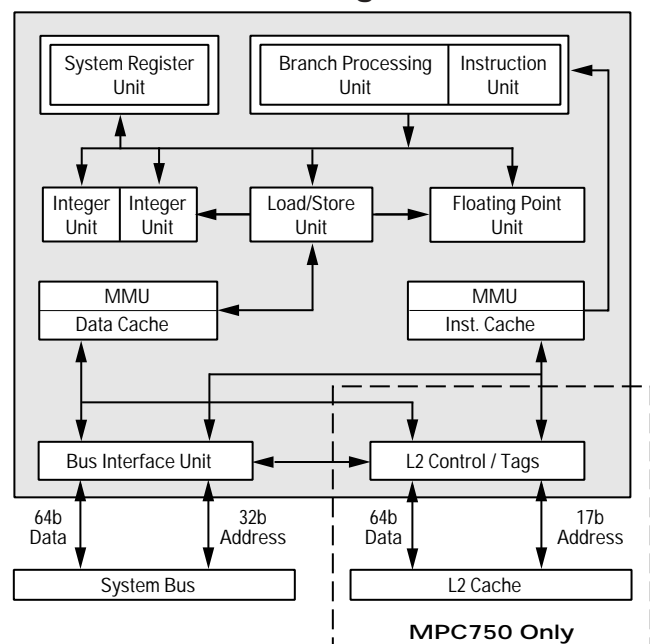 System Register
Unit
Branch Processing
Unit
Instruction
Unit
Integer
Unit
Integer
Unit
Load/Store
Unit
Floating Point
Unit
MMU
Data Cache
MMU
Inst. Cache
Bus Interface Unit
L2 Control / Tags
64b
Data
32b
Address
64b
Data
17b
Address
System Bus
L2 Cache
MPC750 Only